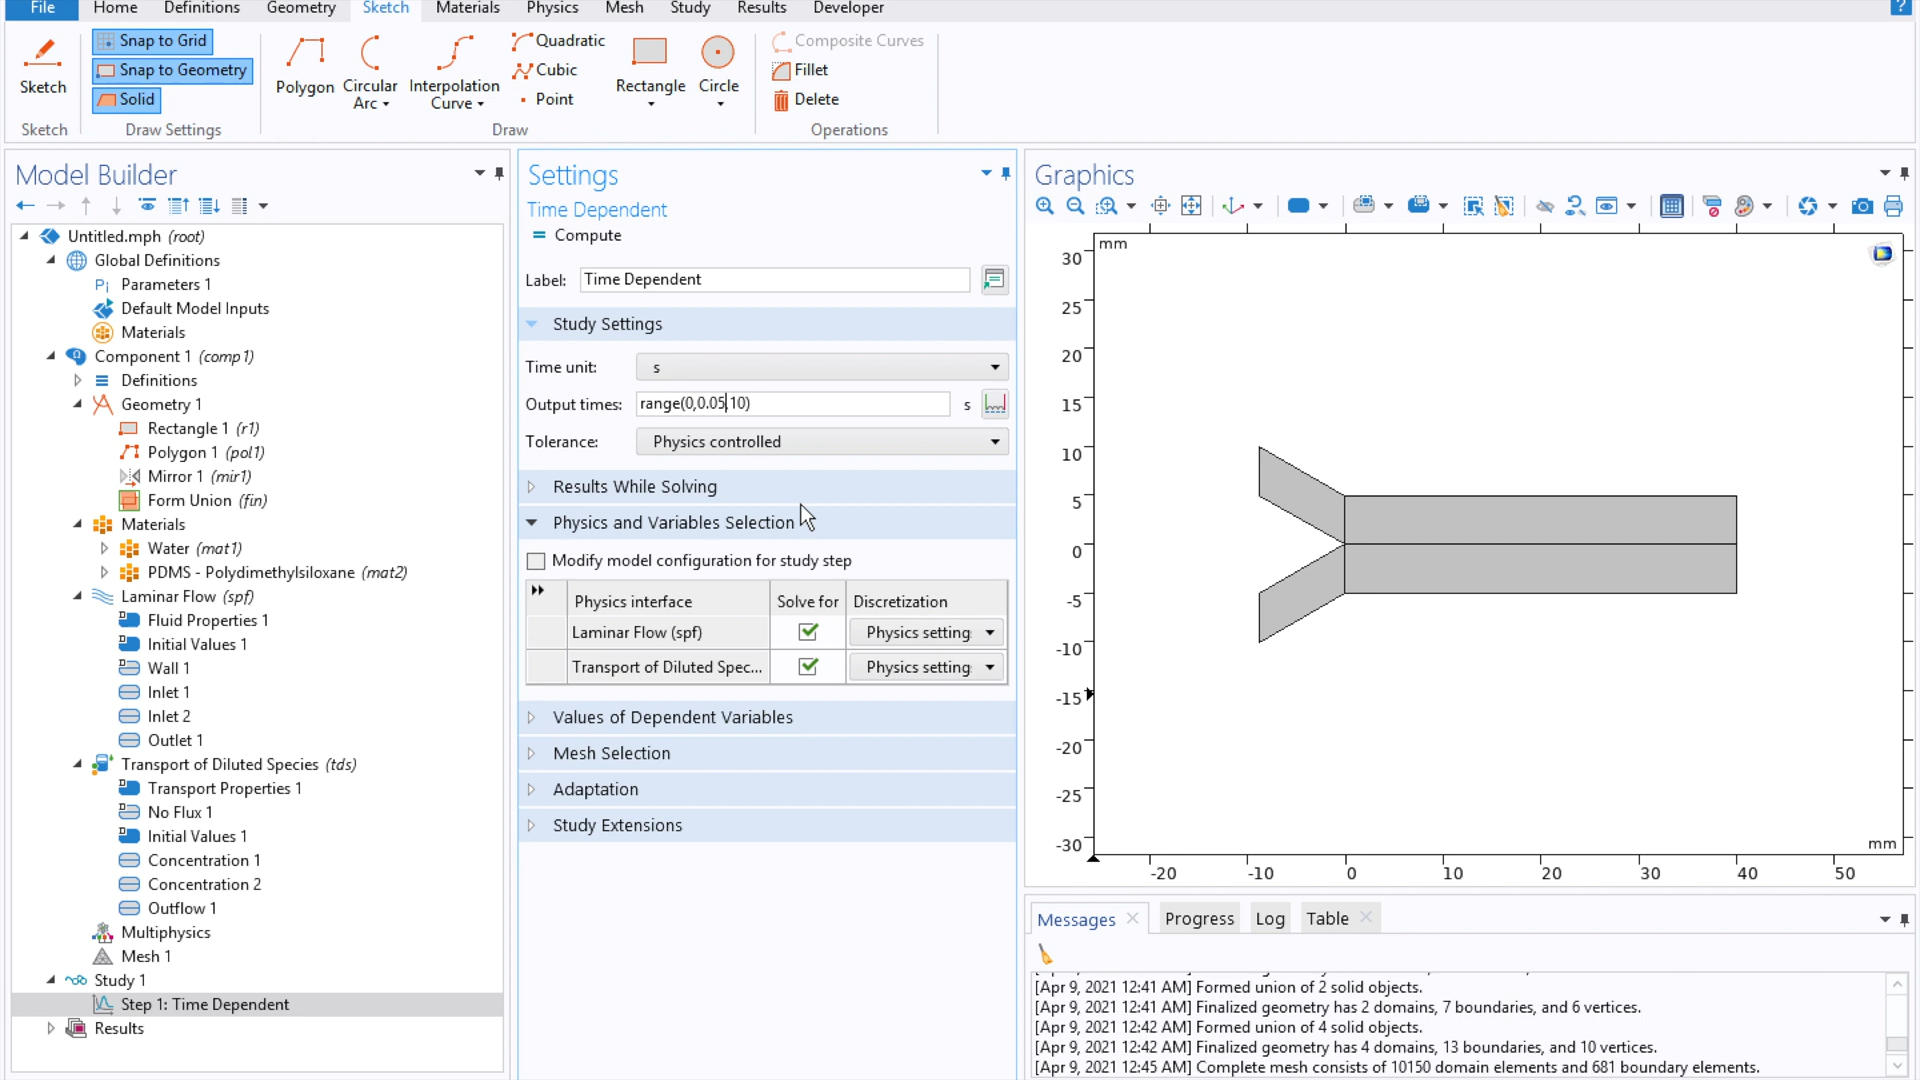 File Home Definitions Geometry Sketch Materials Physics Mesh Study Results Developer ?
Sketch
Snap to Grid
Snap to Geometry
Solid
Polygon
Circular Arc
Interpolation Curve
Quadratic
Cubic
Point
Rectangle
Circle
Composite Curves
Fillet
Delete
Sketch Draw Settings Draw Operations
Model Builder
Untitled.mph (root)
Global Definitions
Pi Parameters 1
Default Model Inputs
Materials
Component 1 (comp1)
Definitions
Geometry 1
Rectangle 1 (r1)
Polygon 1 (pol1)
Mirror 1 (mir1)
Form Union (fin)
Materials
Water (mat1)
PDMS - Polydimethylsiloxane (mat2)
Laminar Flow (spf)
Fluid Properties 1
Initial Values 1
Wall 1
Inlet 1
Inlet 2
Outlet 1
Transport of Diluted Species (tds)
Transport Properties 1
No Flux 1
Initial Values 1
Concentration 1
Concentration 2
Outflow 1
Multiphysics
Mesh 1
Study 1
Step 1: Time Dependent
Results
Settings
Time Dependent
= Compute
Label: Time Dependent
Study Settings
Time unit: s
Output times: range(0,0.05,10) s
Tolerance: Physics controlled
Results While Solving
Physics and Variables Selection
Modify model configuration for study step
Physics interface Solve for Discretization
Laminar Flow (spf) Physics setting
Transport of Diluted Spec... Physics setting
Values of Dependent Variables
Mesh Selection
Adaptation
Study Extensions
Graphics
mm
30
25
20
15
10
5
0
-5
-10
-15
-20
-25
-30
mm
-20 -10 0 10 20 30 40 50
Messages Progress Log Table
[Apr 9, 2021 12:41 AM] Formed union of 2 solid objects.
[Apr 9, 2021 12:41 AM] Finalized geometry has 2 domains, 7 boundaries, and 6 vertices.
[Apr 9, 2021 12:42 AM] Formed union of 4 solid objects.
[Apr 9, 2021 12:42 AM] Finalized geometry has 4 domains, 13 boundaries, and 10 vertices.
[Apr 9, 2021 12:45 AM] Complete mesh consists of 10150 domain elements and 681 boundary elements.